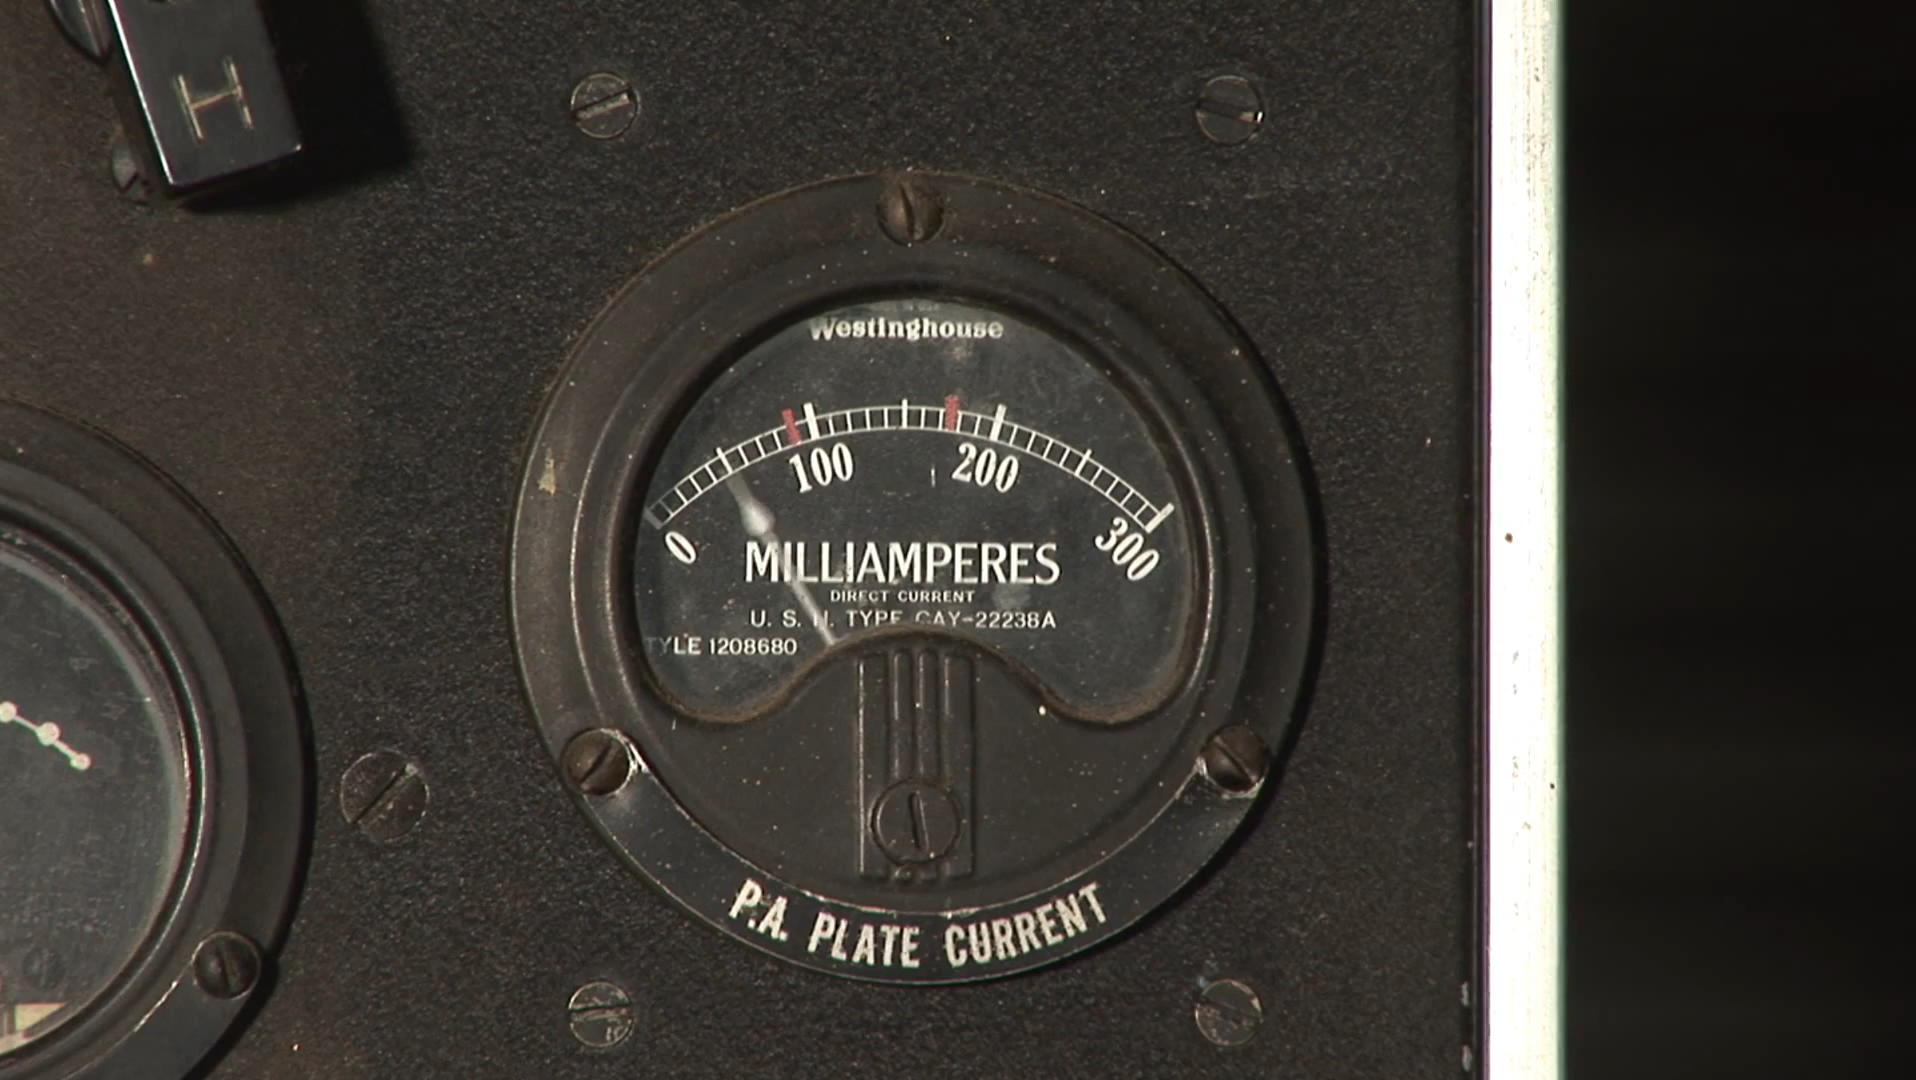 H
Westinghouse
0 100 200 300
MILLIAMPERES
DIRECT CURRENT
U. S. N. TYPE CAY-22238A
TYLE 1208680
P.A. PLATE CURRENT